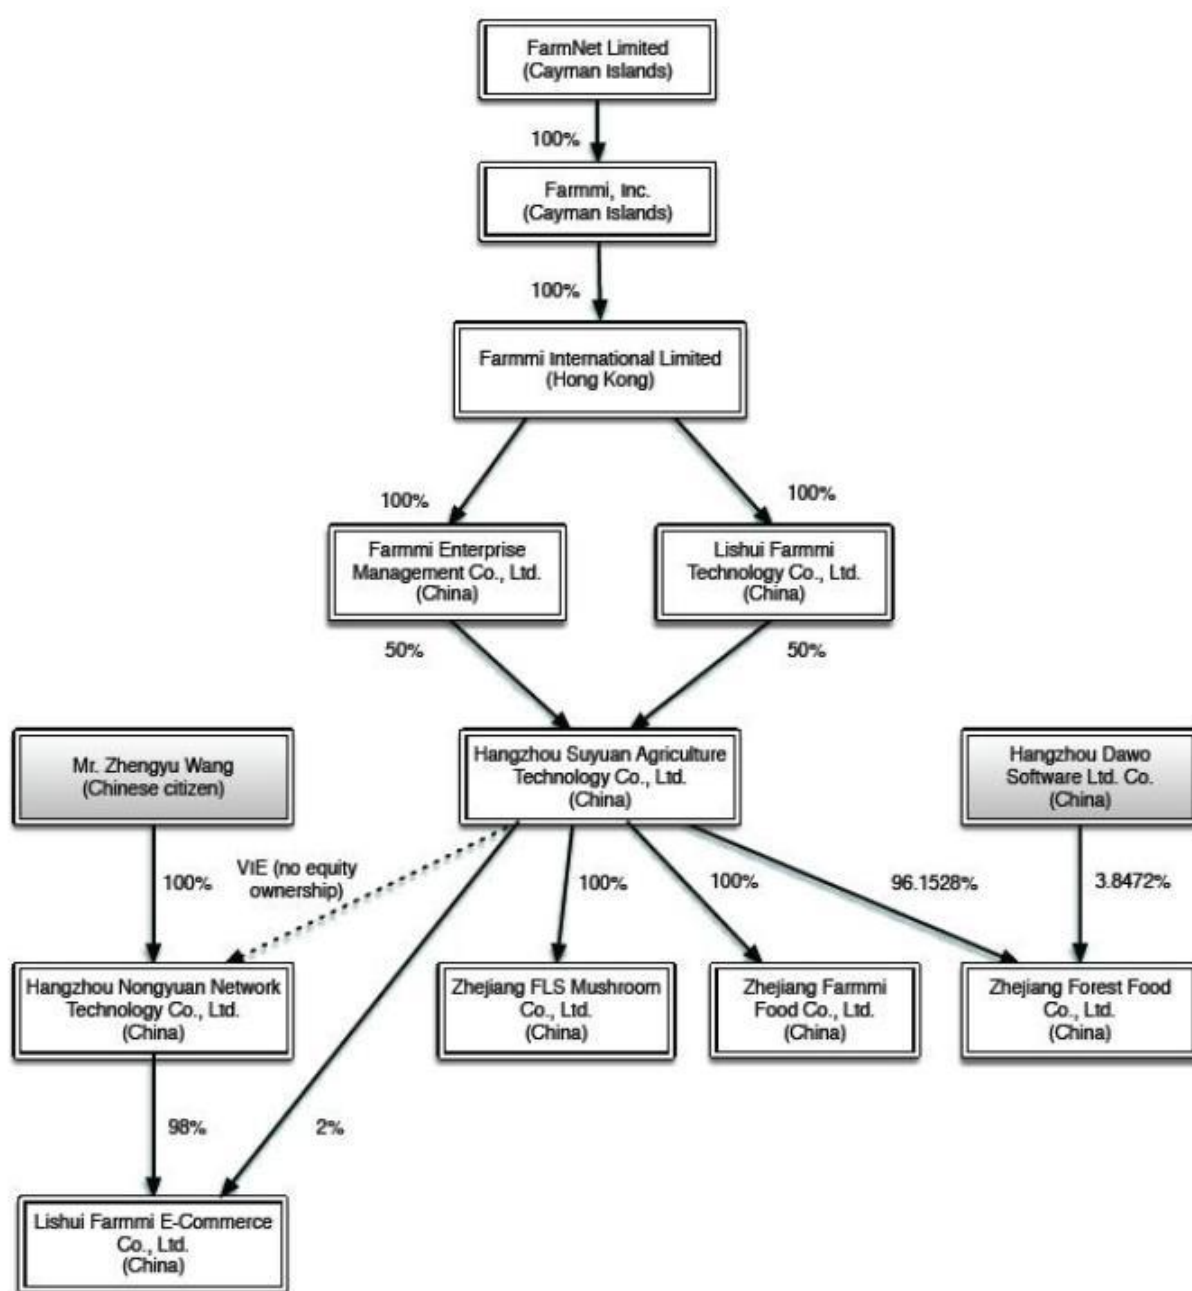 FarmNet Limited
(Cayman Islands)
100%
Farmmi, Inc.
(Cayman Islands)
100%
Farmmi International Limited
(Hong Kong)
100%
100%
Farmmi Enterprise
Management Co., Ltd.
(China)
Lishui Farmmi
Technology Co., Ltd.
(China)
50%
50%
Mr. Zhengyu Wang
(Chinese citizen)
Hangzhou Suyuan Agriculture
Technology Co., Ltd.
(China)
Hangzhou Dawo
Software Ltd. Co.
(China)
100%
VIE (no equity
ownership)
100%
100%
96.1528%
3.8472%
Hangzhou Nongyuan Network
Technology Co., Ltd.
(China)
Zhejiang FLS Mushroom
Co., Ltd.
(China)
Zhejiang Farmmi
Food Co., Ltd.
(China)
Zhejiang Forest Food
Co., Ltd.
(China)
98%
2%
Lishui Farmmi E-Commerce
Co., Ltd.
(China)